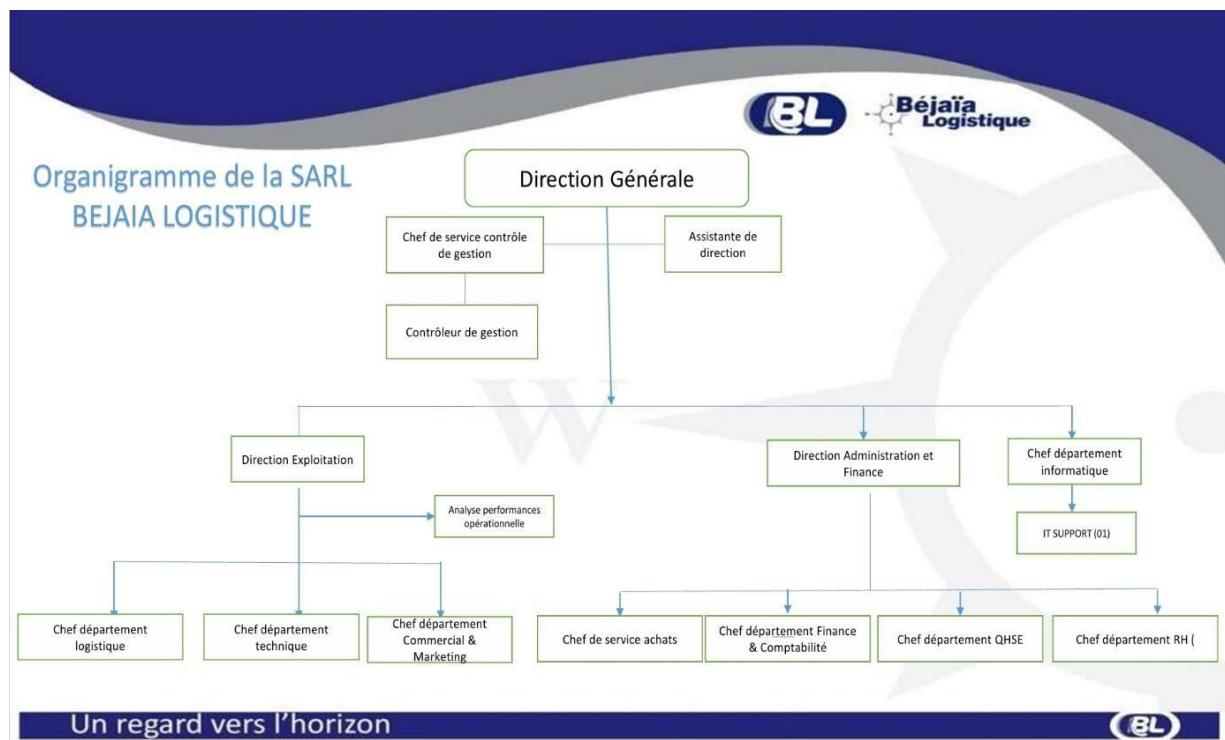 BL
Béjaïa
Logistique
Organigramme de la SARL
BEJAIA LOGISTIQUE
Direction Générale
Chef de service contrôle
de gestion
Assistante de
direction
Contrôleur de gestion
W
Direction Exploitation
Direction Administration et
Finance
Chef département
informatique
Analyse performances
opérationnelle
IT SUPPORT (01)
Chef département
logistique
Chef département
technique
Chef département
Commercial &
Marketing
Chef de service achats
Chef département Finance
& Comptabilité
Chef département QHSE
Chef département RH (
Un regard vers l'horizon
BL